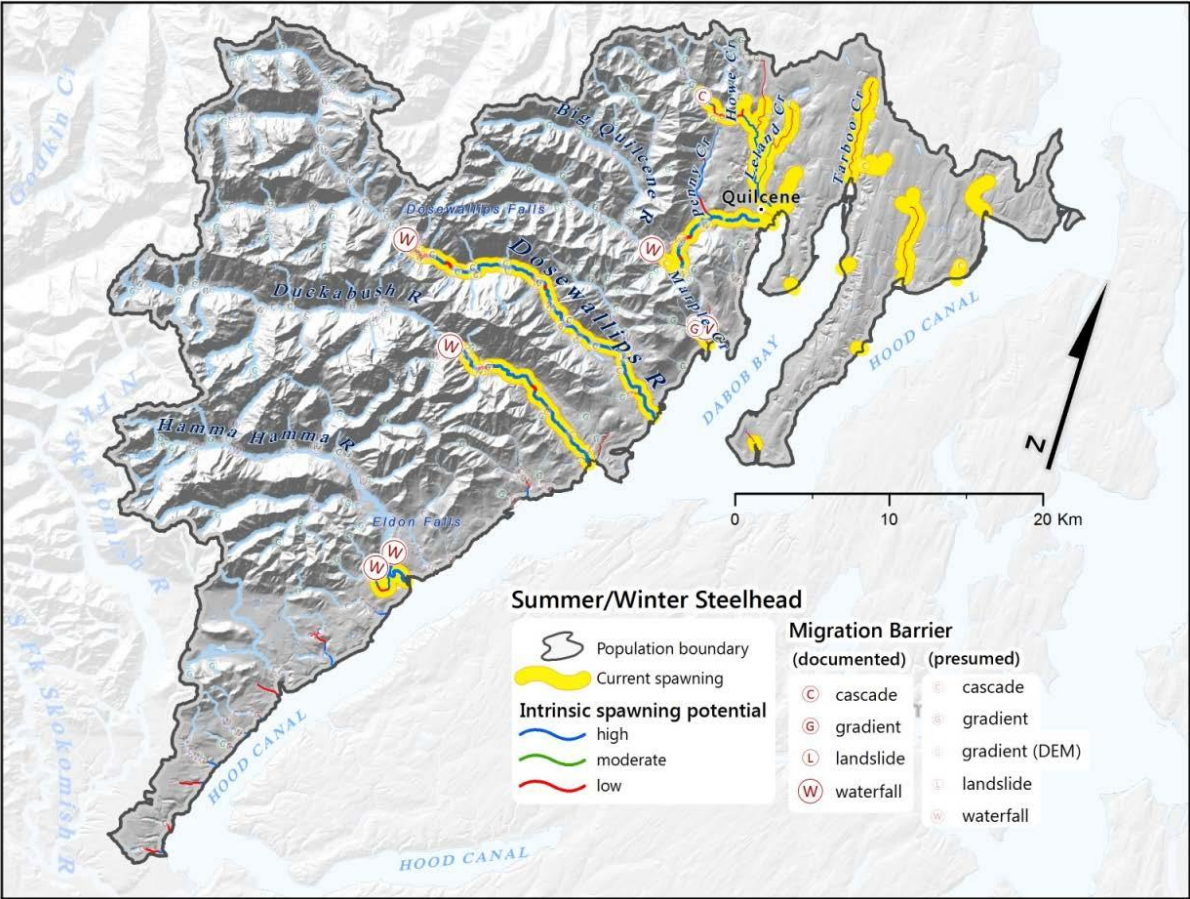 Godkin Cr
Big Quilcene R
Penny Cr
Howe Cr
Leland Cr
Tarboo Cr
Quilcene
Dosewallips Falls
Dosewallips R
Duckabush R
Marple Cr
Hamma Hamma R
Eldon Falls
N Fk Skokomish R
S Fk Skokomish R
DABOB BAY
HOOD CANAL
HOOD CANAL
HOOD CANAL
C
W
W
W
G
W
W
W
N
0 10 20 Km
Summer/Winter Steelhead
Population boundary
Current spawning
Intrinsic spawning potential
high
moderate
low
Migration Barrier
(documented)
C cascade
G gradient
L landslide
W waterfall
(presumed)
C cascade
G gradient
G gradient (DEM)
L landslide
W waterfall